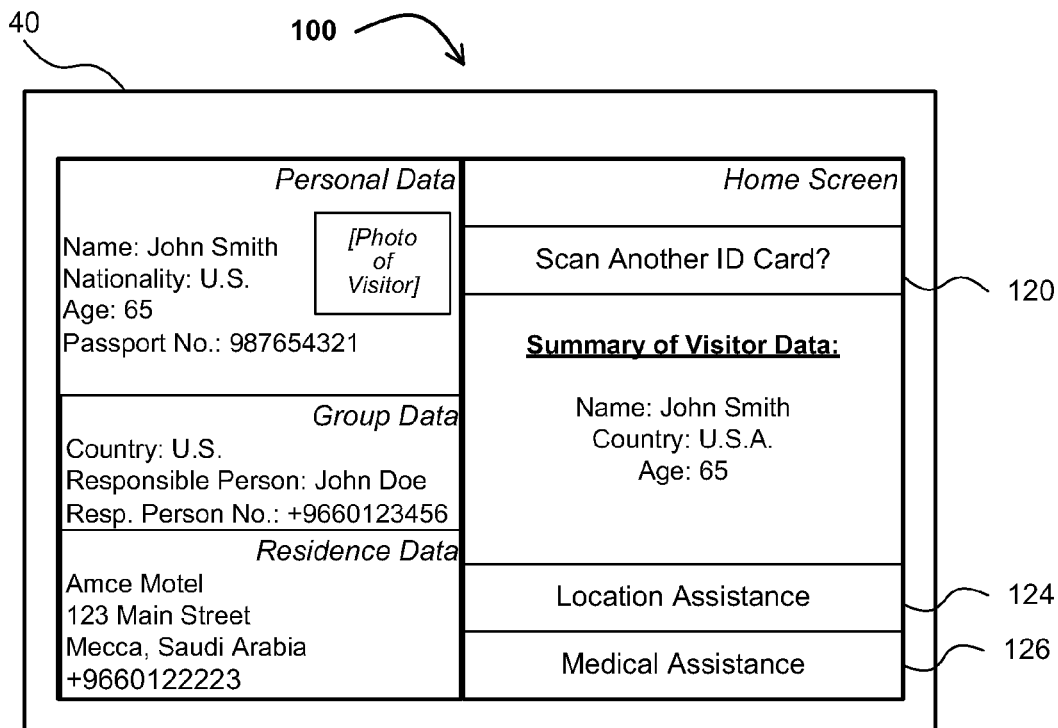 40
100
Personal Data
[Photo
of
Visitor]
Name: John Smith
Nationality: U.S.
Age: 65
Passport No.: 987654321
Group Data
Country: U.S.
Responsible Person: John Doe
Resp. Person No.: +9660123456
Residence Data
Amce Motel
123 Main Street
Mecca, Saudi Arabia
+9660122223
Home Screen
Scan Another ID Card?
120
Summary of Visitor Data:
Name: John Smith
Country: U.S.A.
Age: 65
Location Assistance
124
Medical Assistance
126